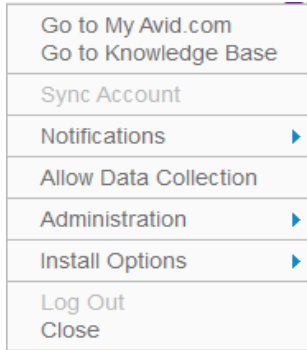 Go to My Avid.com
Go to Knowledge Base
Sync Account
Notifications
Allow Data Collection
Administration
Install Options
Log Out
Close